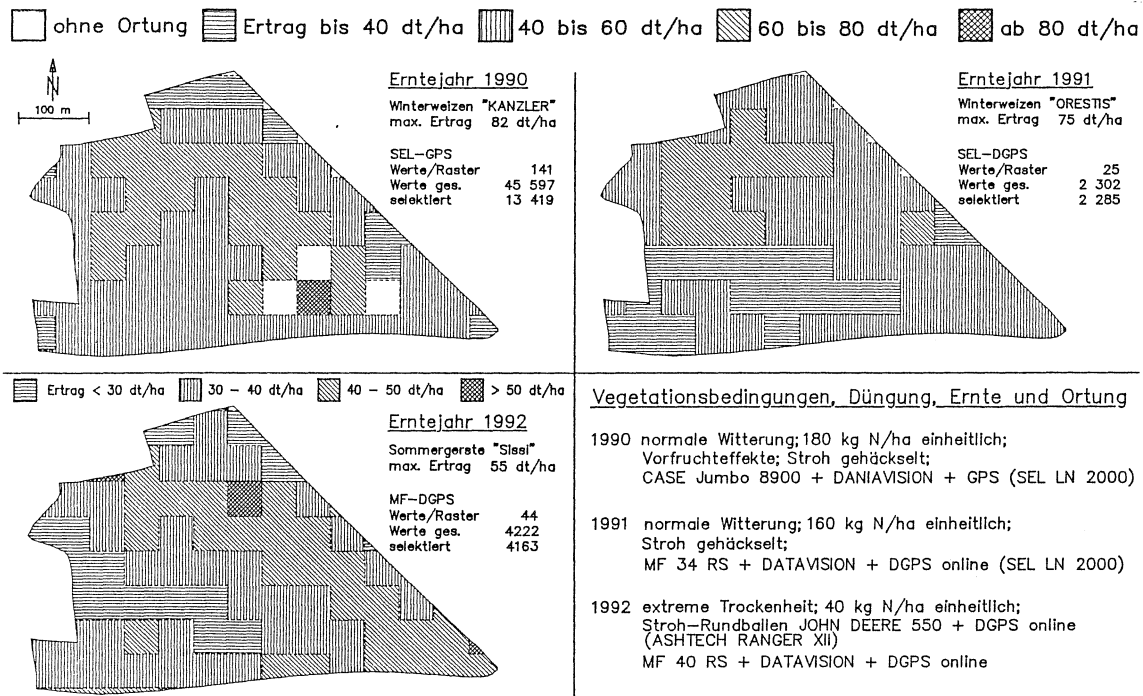 ohne Ortung Ertrag bis 40 dt/ha 40 bis 60 dt/ha 60 bis 80 dt/ha ab 80 dt/ha
N
100 m
Erntejahr 1990
Winterweizen "KANZLER"
max. Ertrag 82 dt/ha
SEL-GPS
Werte/Raster 141
Werte ges. 45 597
selektiert 13 419
Erntejahr 1991
Winterweizen "ORESTIS"
max. Ertrag 75 dt/ha
SEL-DGPS
Werte/Raster 25
Werte ges. 2 302
selektiert 2 285
Ertrag < 30 dt/ha 30 - 40 dt/ha 40 - 50 dt/ha > 50 dt/ha
Erntejahr 1992
Sommergerste "Sissi"
max. Ertrag 55 dt/ha
MF-DGPS
Werte/Raster 44
Werte ges. 4222
selektiert 4163
Vegetationsbedingungen, Düngung, Ernte und Ortung
1990 normale Witterung; 180 kg N/ha einheitlich;
Vorfruchteffekte; Stroh gehäckselt;
CASE Jumbo 8900 + DANIAVISION + GPS (SEL LN 2000)
1991 normale Witterung; 160 kg N/ha einheitlich;
Stroh gehäckselt;
MF 34 RS + DATAVISION + DGPS online (SEL LN 2000)
1992 extreme Trockenheit; 40 kg N/ha einheitlich;
Stroh-Rundballen JOHN DEERE 550 + DGPS online
(ASHTECH RANGER XII)
MF 40 RS + DATAVISION + DGPS online